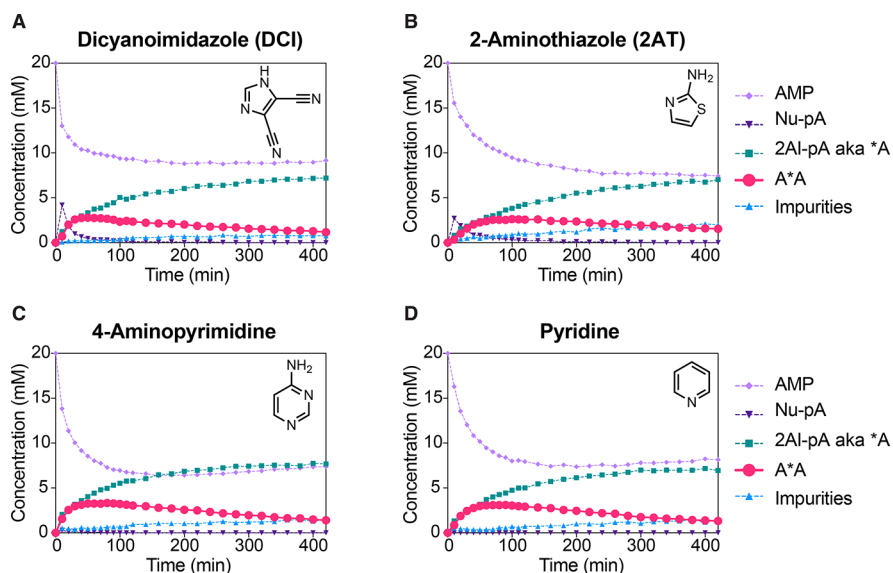 A
Dicyanoimidazole (DCI)
Concentration (mM)
20
15
10
5
0
0 100 200 300 400
Time (min)
H
N
N
N
N
B
2-Aminothiazole (2AT)
Concentration (mM)
20
15
10
5
0
0 100 200 300 400
Time (min)
NH2
N
S
AMP
Nu-pA
2AI-pA aka *A
A*A
Impurities
C
4-Aminopyrimidine
Concentration (mM)
20
15
10
5
0
0 100 200 300 400
Time (min)
NH2
N
N
D
Pyridine
Concentration (mM)
20
15
10
5
0
0 100 200 300 400
Time (min)
N
AMP
Nu-pA
2AI-pA aka *A
A*A
Impurities